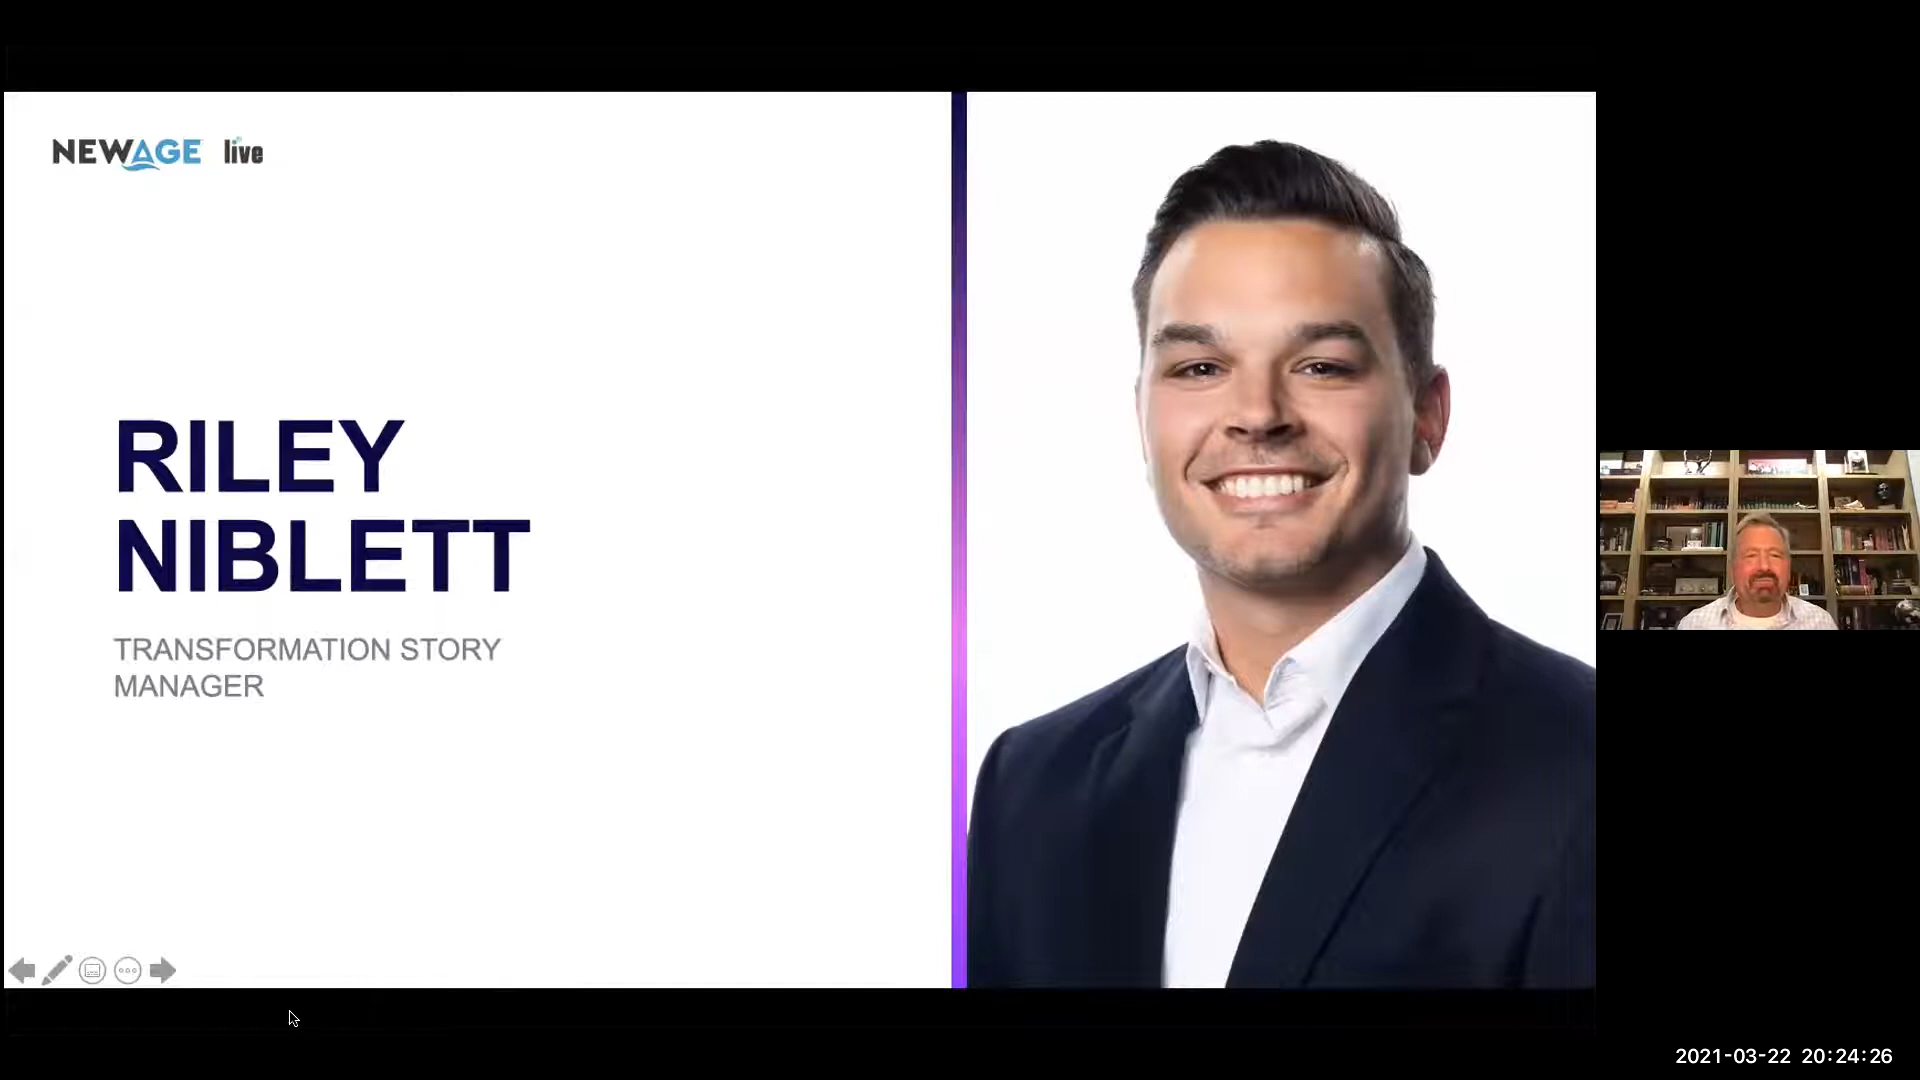 NEWAGE live
RILEY
NIBLETT
TRANSFORMATION STORY
MANAGER
2021-03-22 20:24:26